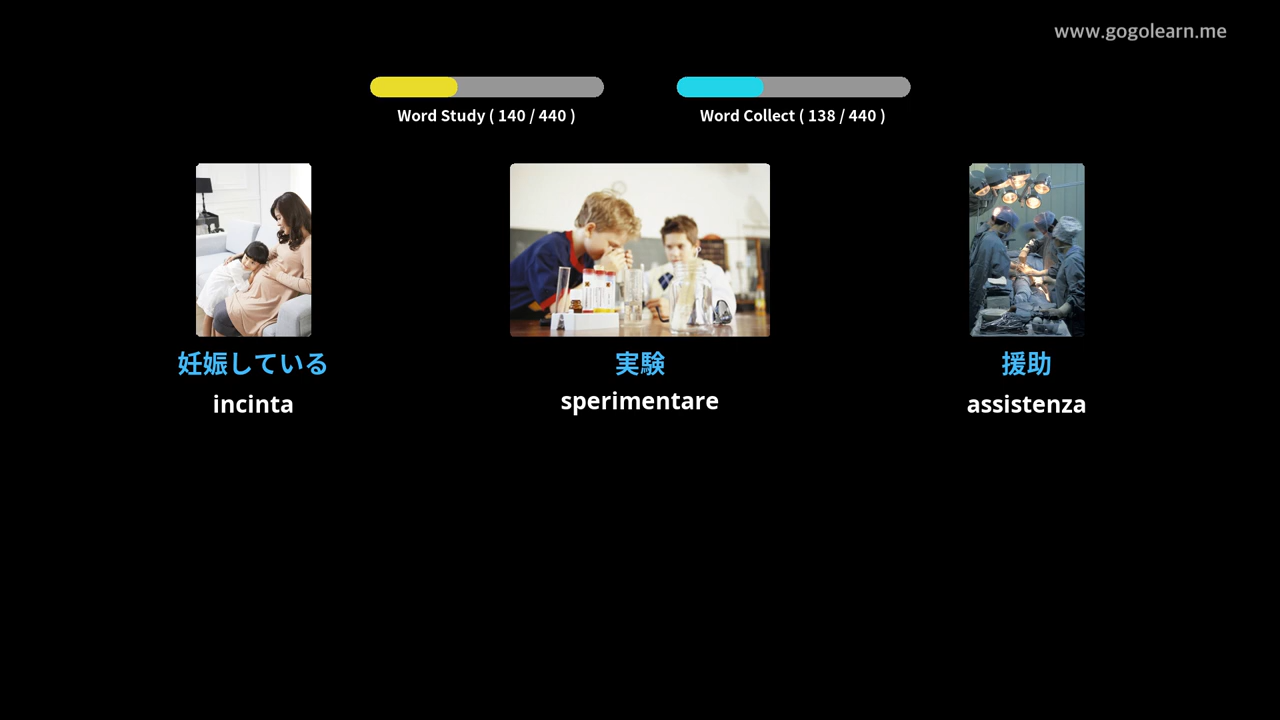 www.gogolearn.me
Word Study ( 140 / 440 )
Word Collect ( 138 / 440 )
妊娠している
incinta
実験
sperimentare
援助
assistenza